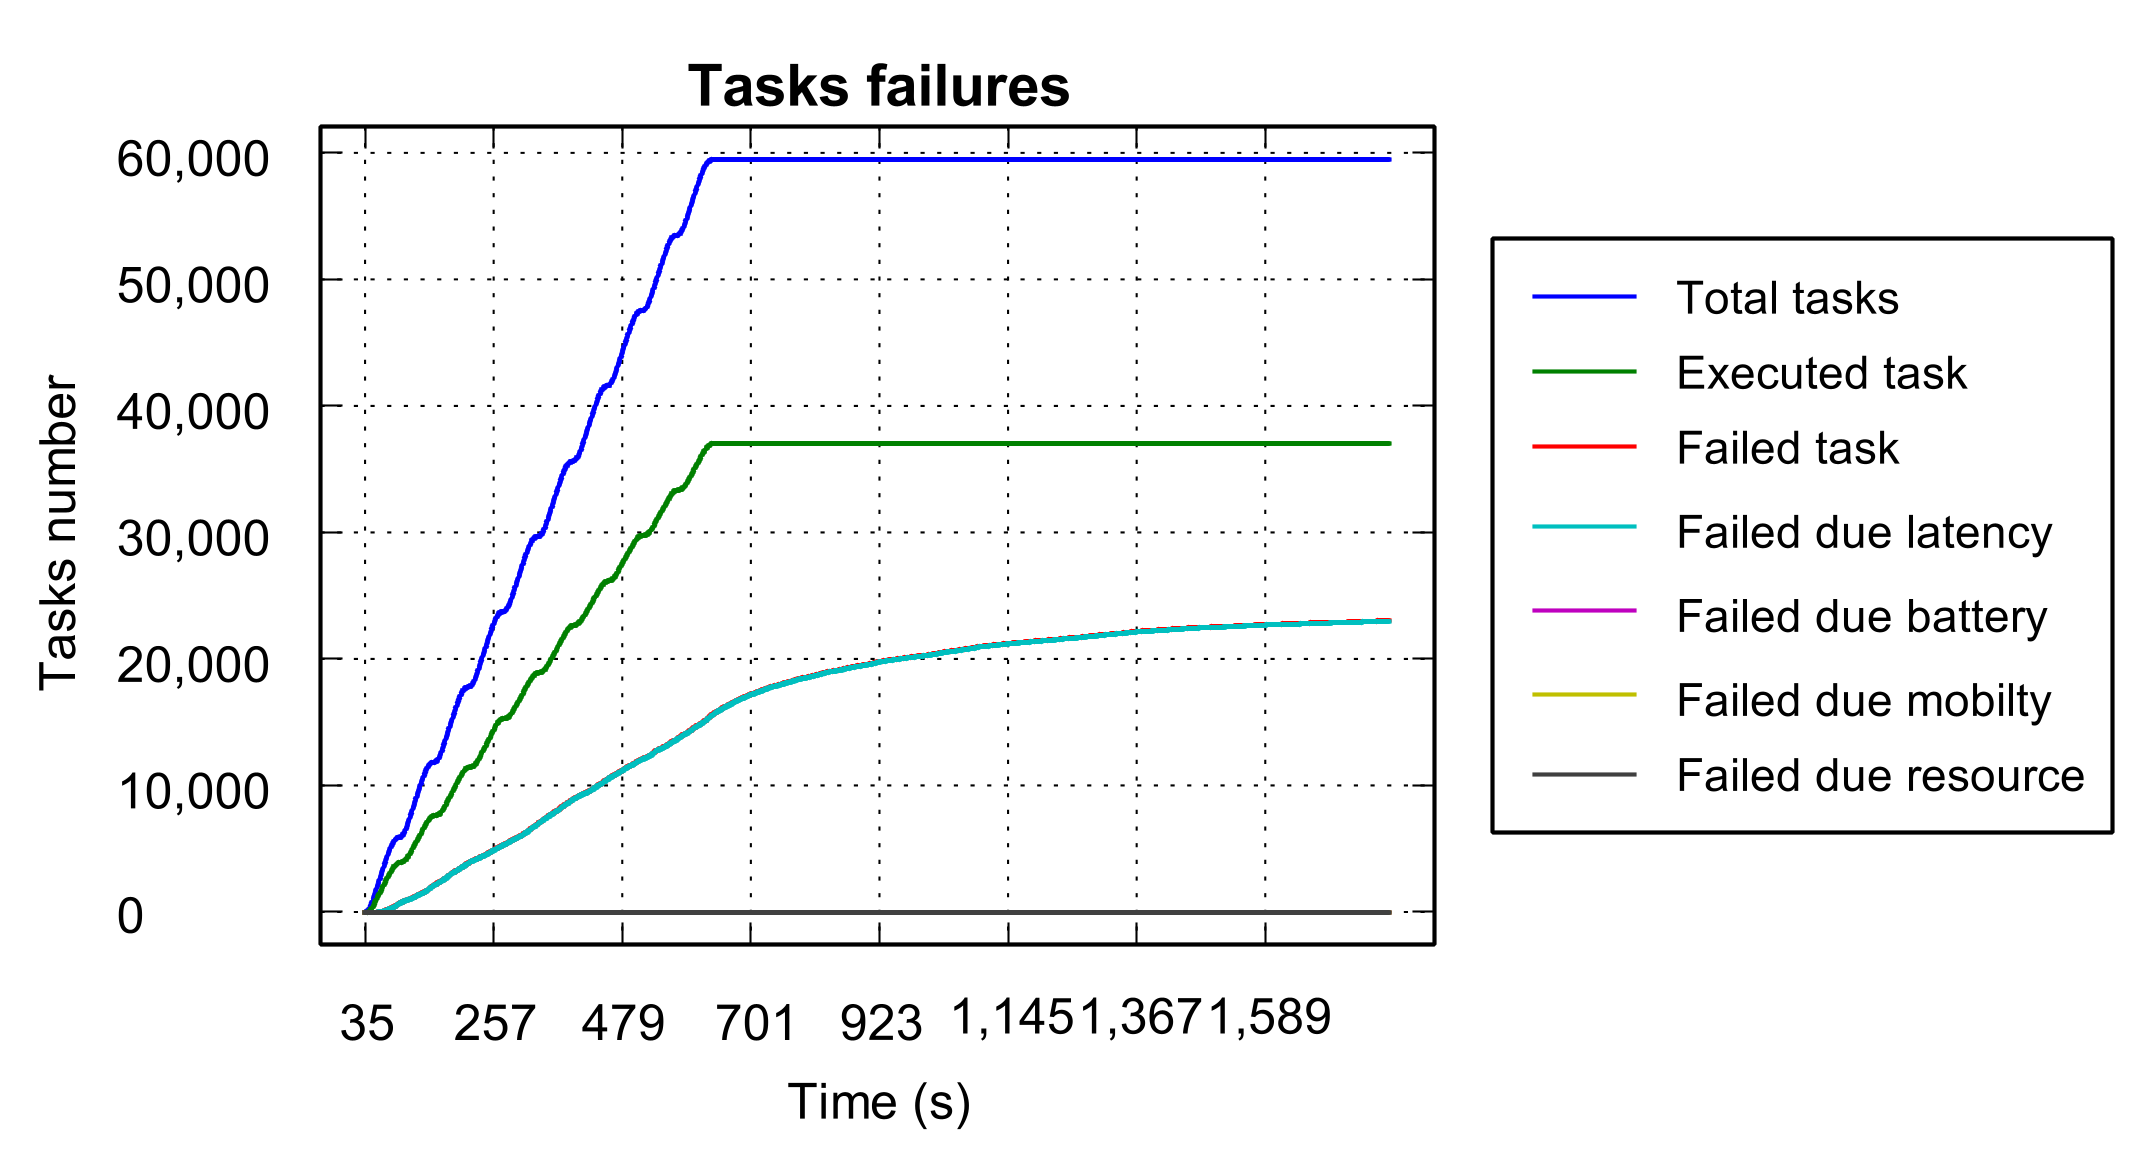 Tasks failures
60,000
50,000
40,000
30,000
20,000
10,000
0
Tasks number
35 257 479 701 923 1,145 1,367 1,589
Time (s)
Total tasks
Executed task
Failed task
Failed due latency
Failed due battery
Failed due mobilty
Failed due resource